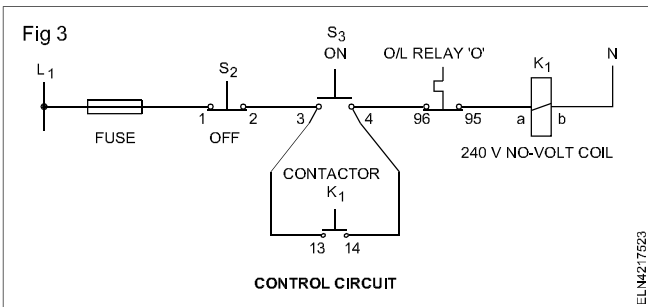 Fig 3
S3
ON
O/L RELAY 'O'
K1
N
L1
S2
1 2 3 4 96 95 a b
FUSE
OFF
240 V NO-VOLT COIL
CONTACTOR
K1
13 14
CONTROL CIRCUIT
ELN4217523